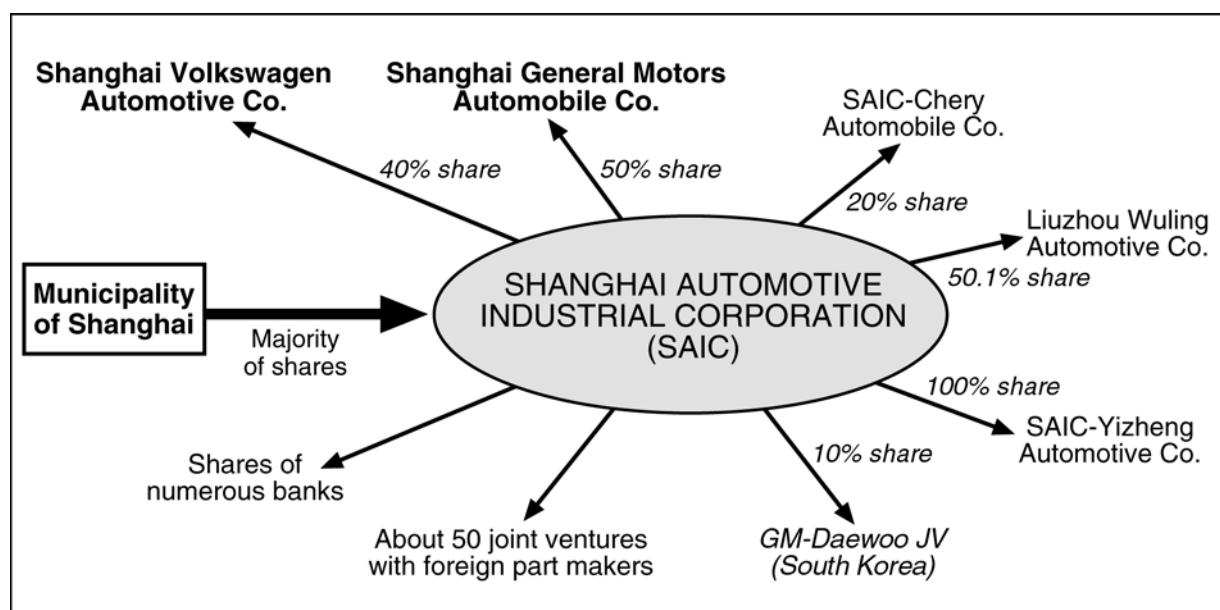 Shanghai Volkswagen
Automotive Co.
Shanghai General Motors
Automobile Co.
SAIC-Chery
Automobile Co.
40% share
50% share
20% share
Liuzhou Wuling
Automotive Co.
50.1% share
Municipality
of Shanghai
Majority
of shares
SHANGHAI AUTOMOTIVE
INDUSTRIAL CORPORATION
(SAIC)
100% share
SAIC-Yizheng
Automotive Co.
10% share
Shares of
numerous banks
About 50 joint ventures
with foreign part makers
GM-Daewoo JV
(South Korea)